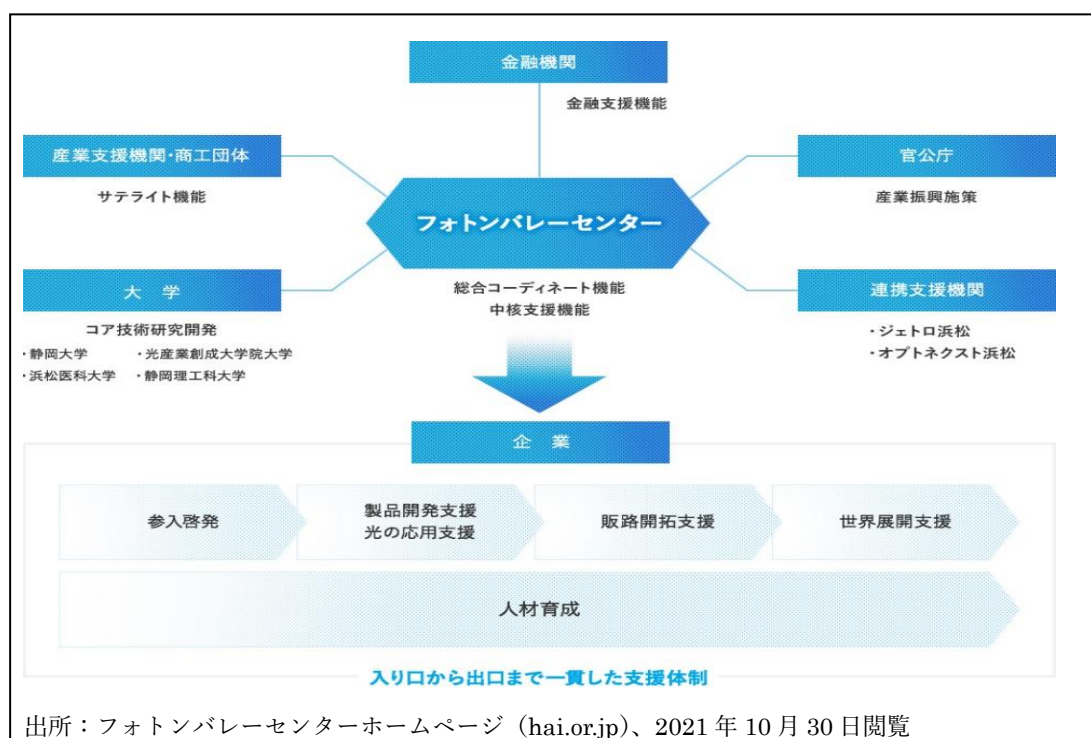 金融機関
金融支援機能
産業支援機関・商工団体
サテライト機能
官公庁
産業振興施策
フォトンバレーセンター
総合コーディネート機能
中核支援機能
大 学
コア技術研究開発
・静岡大学 ・光産業創成大学院大学
・浜松医科大学 ・静岡理工科大学
連携支援機関
・ジェトロ浜松
・オプトネクスト浜松
企 業
参入啓発
製品開発支援
光の応用支援
販路開拓支援
世界展開支援
人材育成
入り口から出口まで一貫した支援体制
出所：フォトンバレーセンターホームページ（hai.or.jp）、2021 年 10 月 30 日閲覧